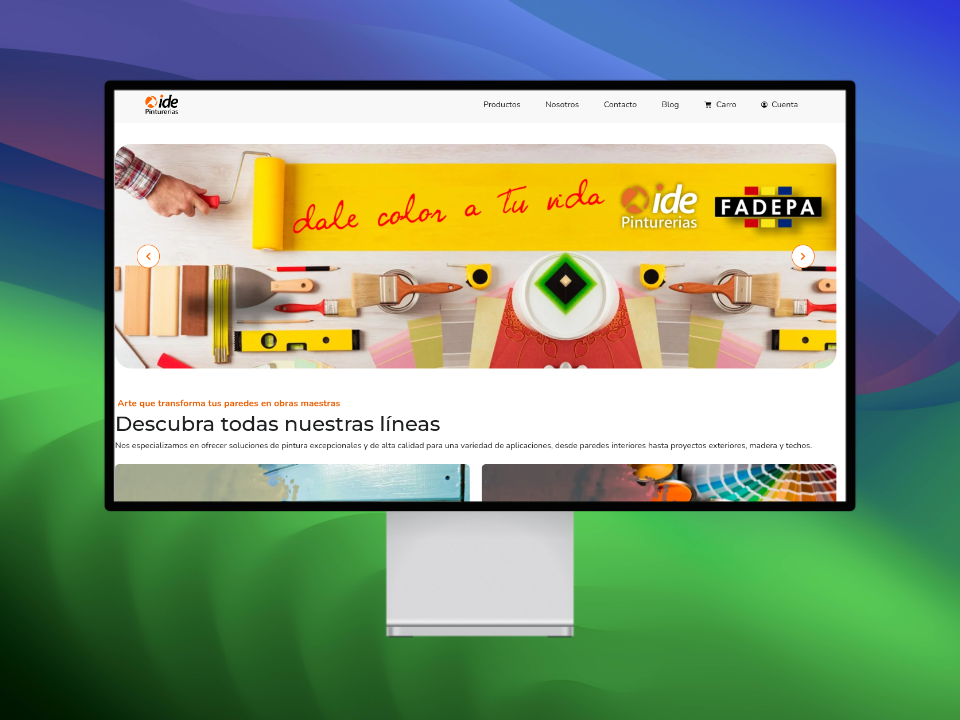 ide
Pinturerias
Productos
Nosotros
Contacto
Blog
Carro
Cuenta
dale color a tu vida
ide
Pinturerias
FADEPA
Arte que transforma tus paredes en obras maestras
Descubra todas nuestras líneas
Nos especializamos en ofrecer soluciones de pintura excepcionales y de alta calidad para una variedad de aplicaciones, desde paredes interiores hasta proyectos exteriores, madera y techos.